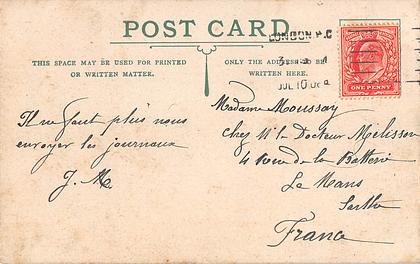 POST CARD
THIS SPACE MAY BE USED FOR PRINTED
OR WRITTEN MATTER.
ONLY THE ADDRESS TO BE
WRITTEN HERE.
LONDON
JUL 10
ONE PENNY
Il ne faut plus nous
envoyer les journaux
J. M
Madame Moussay
chez Mr le Docteur
4 Rue de la Batterie
Le Mans
Sarthe
France